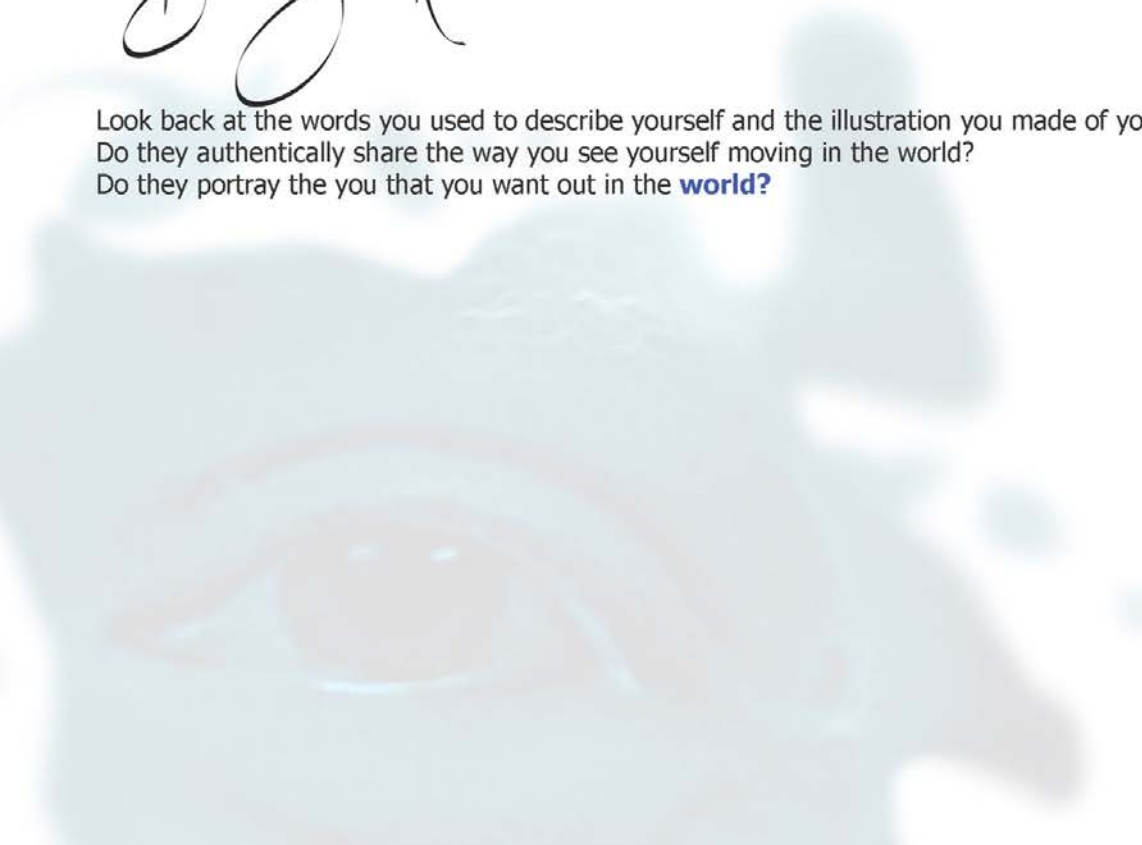 Look back at the words you used to describe yourself and the illustration you made of yo
Do they authentically share the way you see yourself moving in the world?
Do they portray the you that you want out in the world?